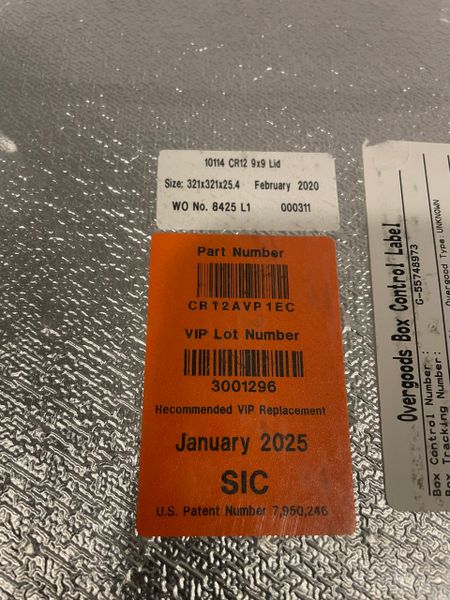 10114 CR12 9x9 Lid
Size: 321x321x25.4 February 2020
WO No. 8425 L1 000311
Part Number
CR12AVP1EC
VIP Lot Number
3001296
Recommended VIP Replacement
January 2025
SIC
U.S. Patent Number 7,950,246
Overgoods Box Control Label
G-55748973
Box Control Number:
Overgood Type: UNKNOWN
Box Tracking Number: